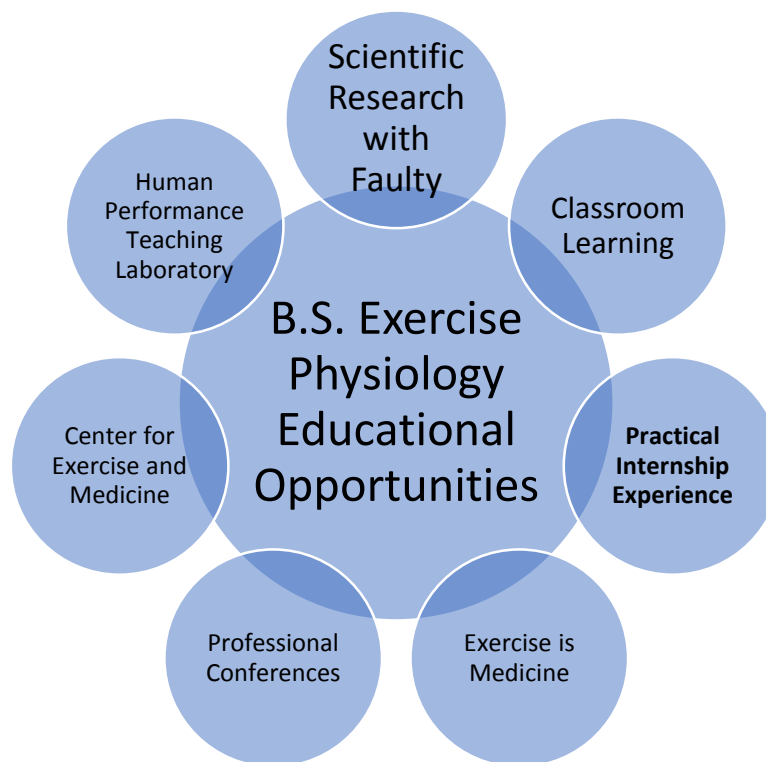 Scientific
Research
with
Faulty
Classroom
Learning
Practical
Internship
Experience
Exercise is
Medicine
Professional
Conferences
Center for
Exercise and
Medicine
Human
Performance
Teaching
Laboratory
B.S. Exercise
Physiology
Educational
Opportunities